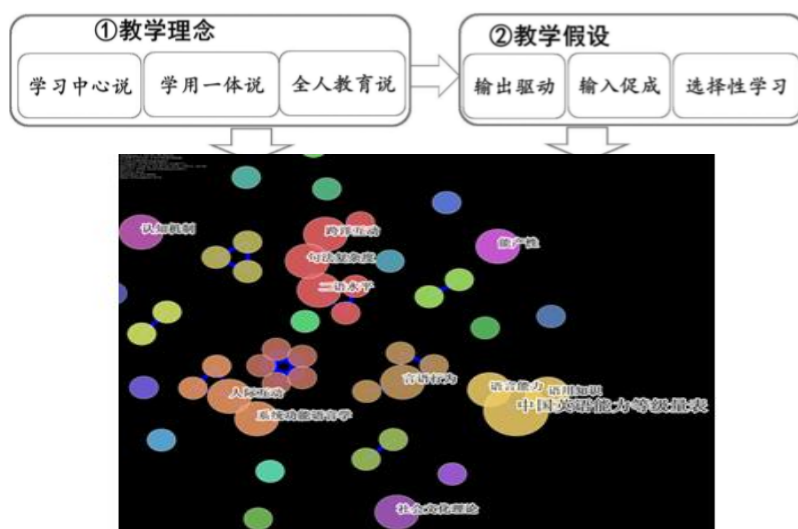 ①教学理念
学习中心说
学用一体说
全人教育说
②教学假设
输出驱动
输入促成
选择性学习
认知机制
跨洋互动
句法复杂度
二语水平
能产性
人际互动
系统功能语言学
言语行为
语言能力
语用知识
中国英语能力等级量表
社会文化理论